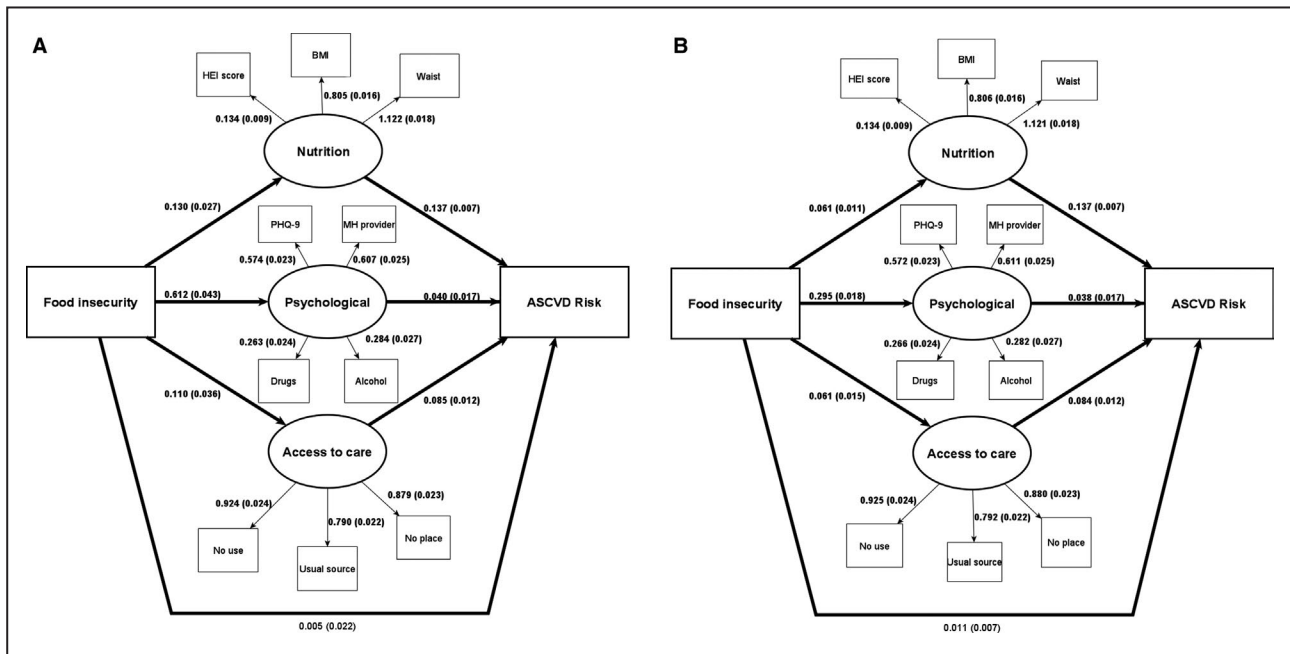 A
BMI
HEI score
Waist
0.805 (0.016)
0.134 (0.009)
1.122 (0.018)
Nutrition
0.130 (0.027)
0.137 (0.007)
PHQ-9
MH provider
0.574 (0.023)
0.607 (0.025)
Food insecurity
0.612 (0.043)
Psychological
0.040 (0.017)
ASCVD Risk
0.263 (0.024)
0.284 (0.027)
Drugs
Alcohol
0.110 (0.036)
0.085 (0.012)
Access to care
0.924 (0.024)
0.879 (0.023)
0.790 (0.022)
No use
No place
Usual source
0.005 (0.022)
B
BMI
HEI score
Waist
0.806 (0.016)
0.134 (0.009)
1.121 (0.018)
Nutrition
0.061 (0.011)
0.137 (0.007)
PHQ-9
MH provider
0.572 (0.023)
0.611 (0.025)
Food insecurity
0.295 (0.018)
Psychological
0.038 (0.017)
ASCVD Risk
0.266 (0.024)
0.282 (0.027)
Drugs
Alcohol
0.061 (0.015)
0.084 (0.012)
Access to care
0.925 (0.024)
0.880 (0.023)
0.792 (0.022)
No use
No place
Usual source
0.011 (0.007)